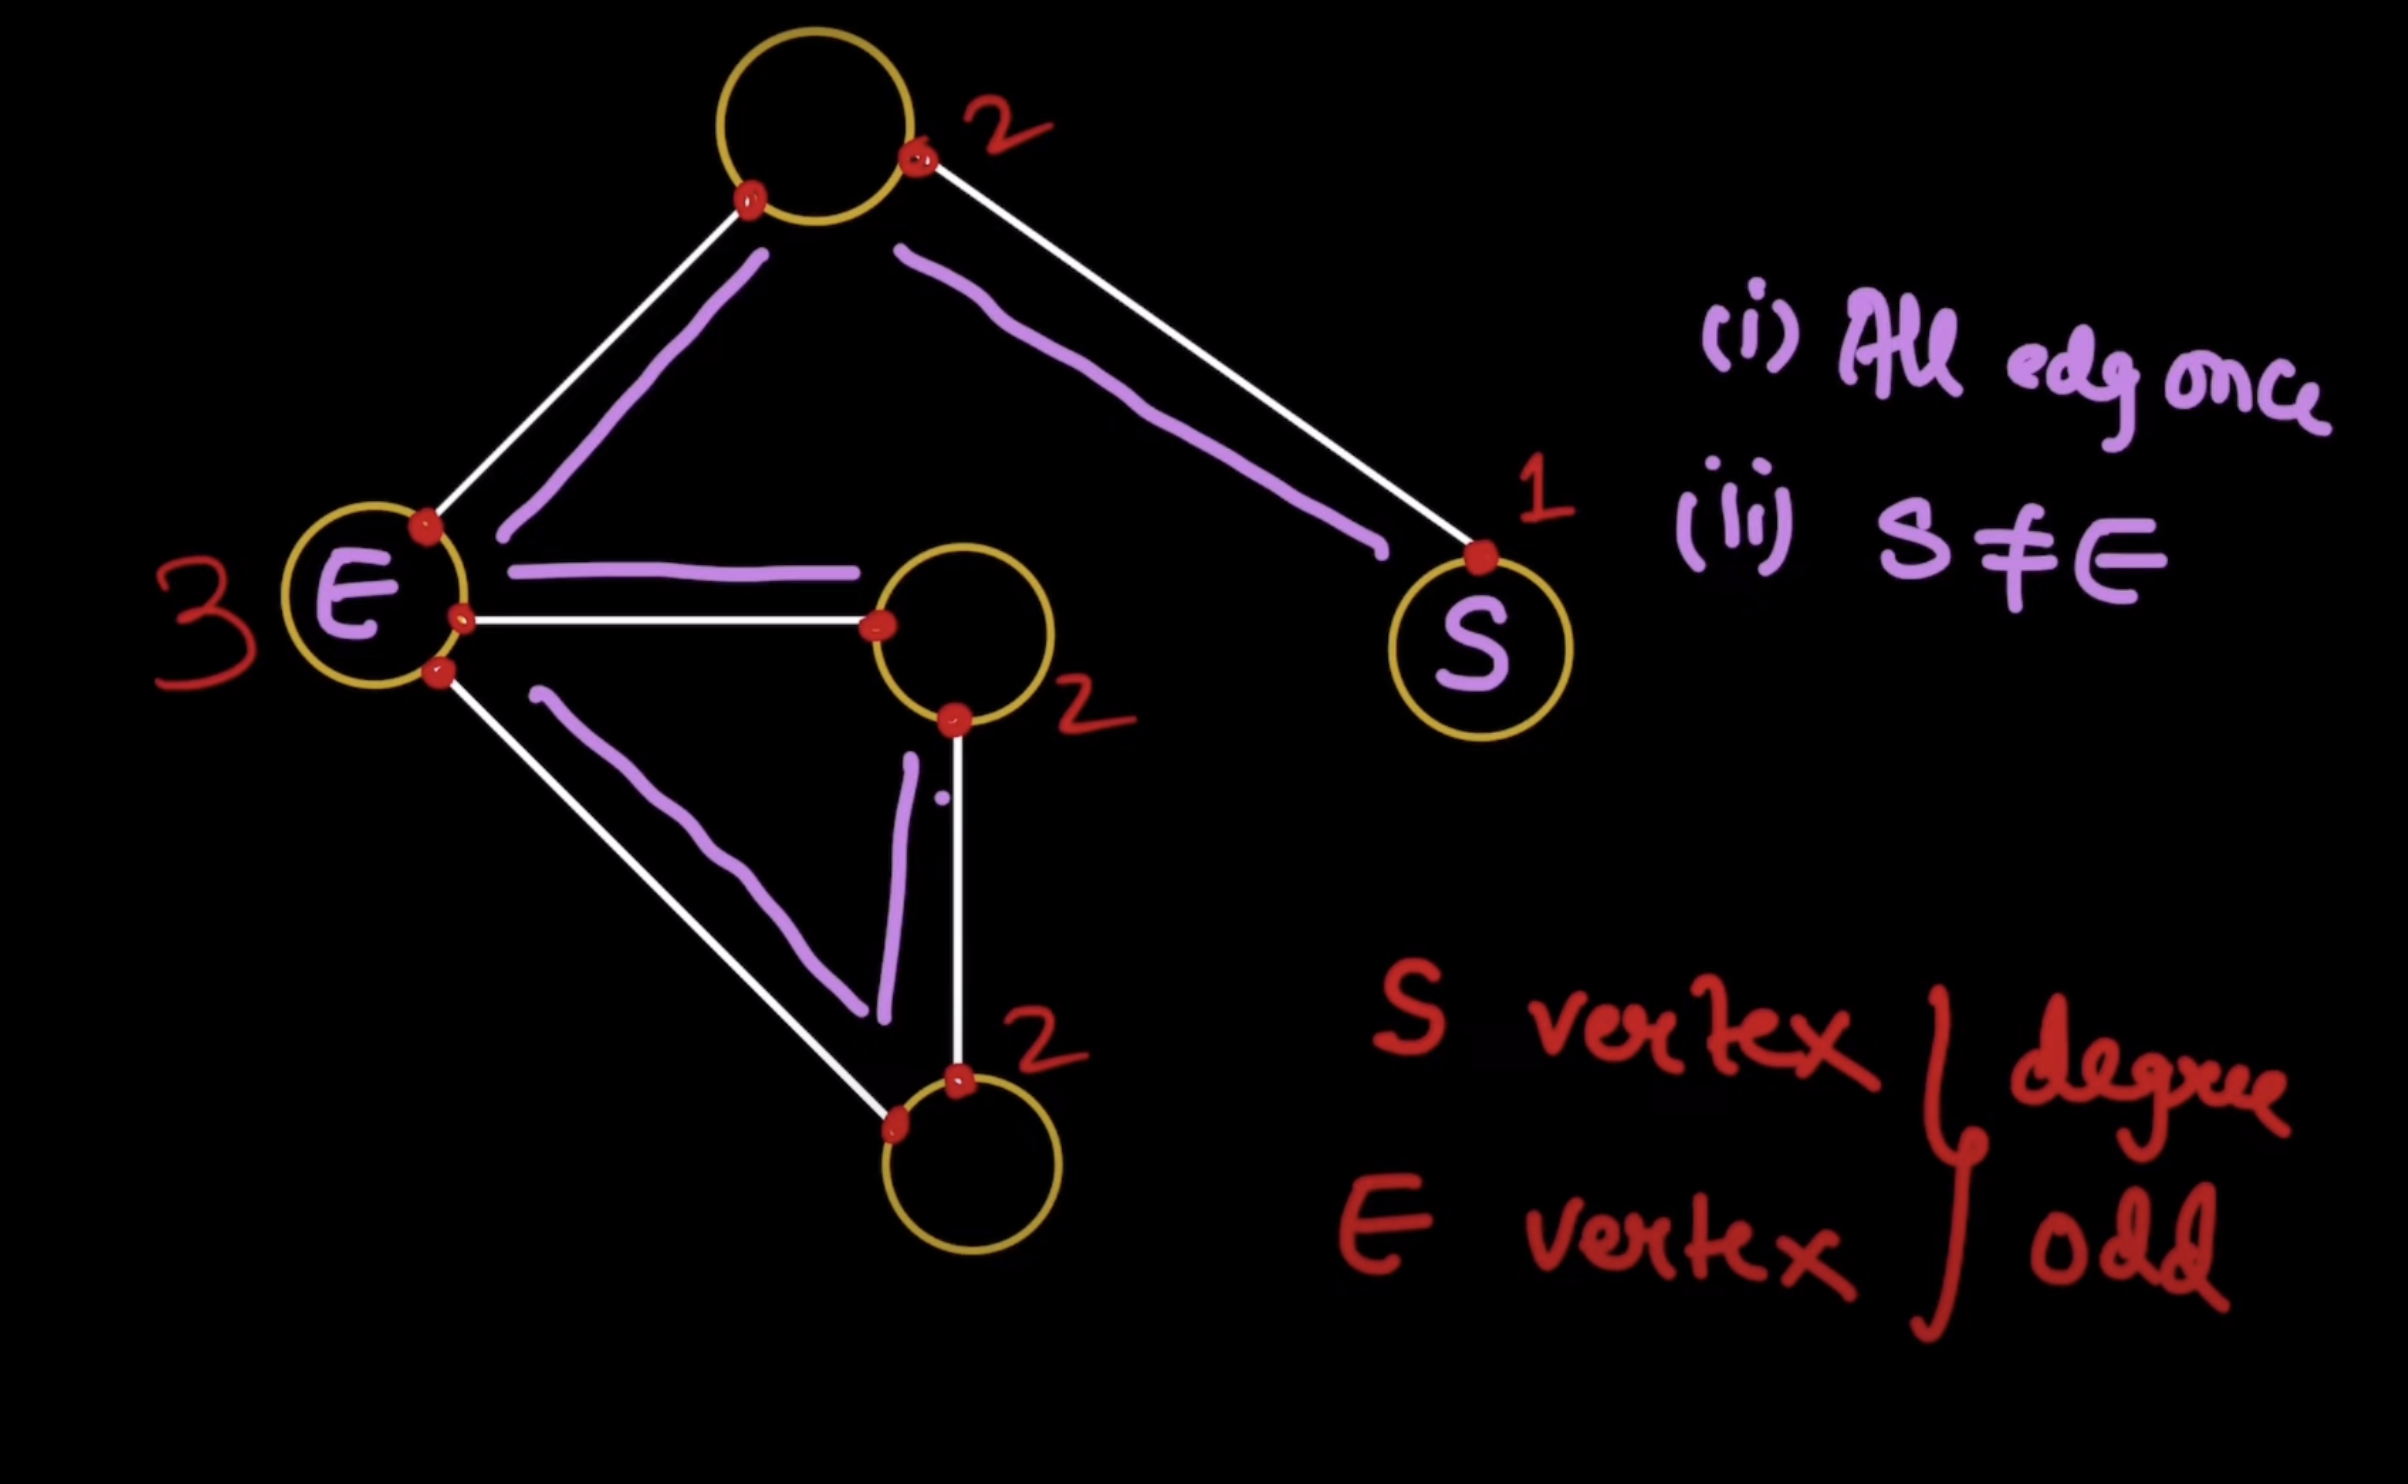 2
(i) All edg once
1
(ii) S ≠ E
3
E
S
2
2
S vertex
degree
E vertex
odd